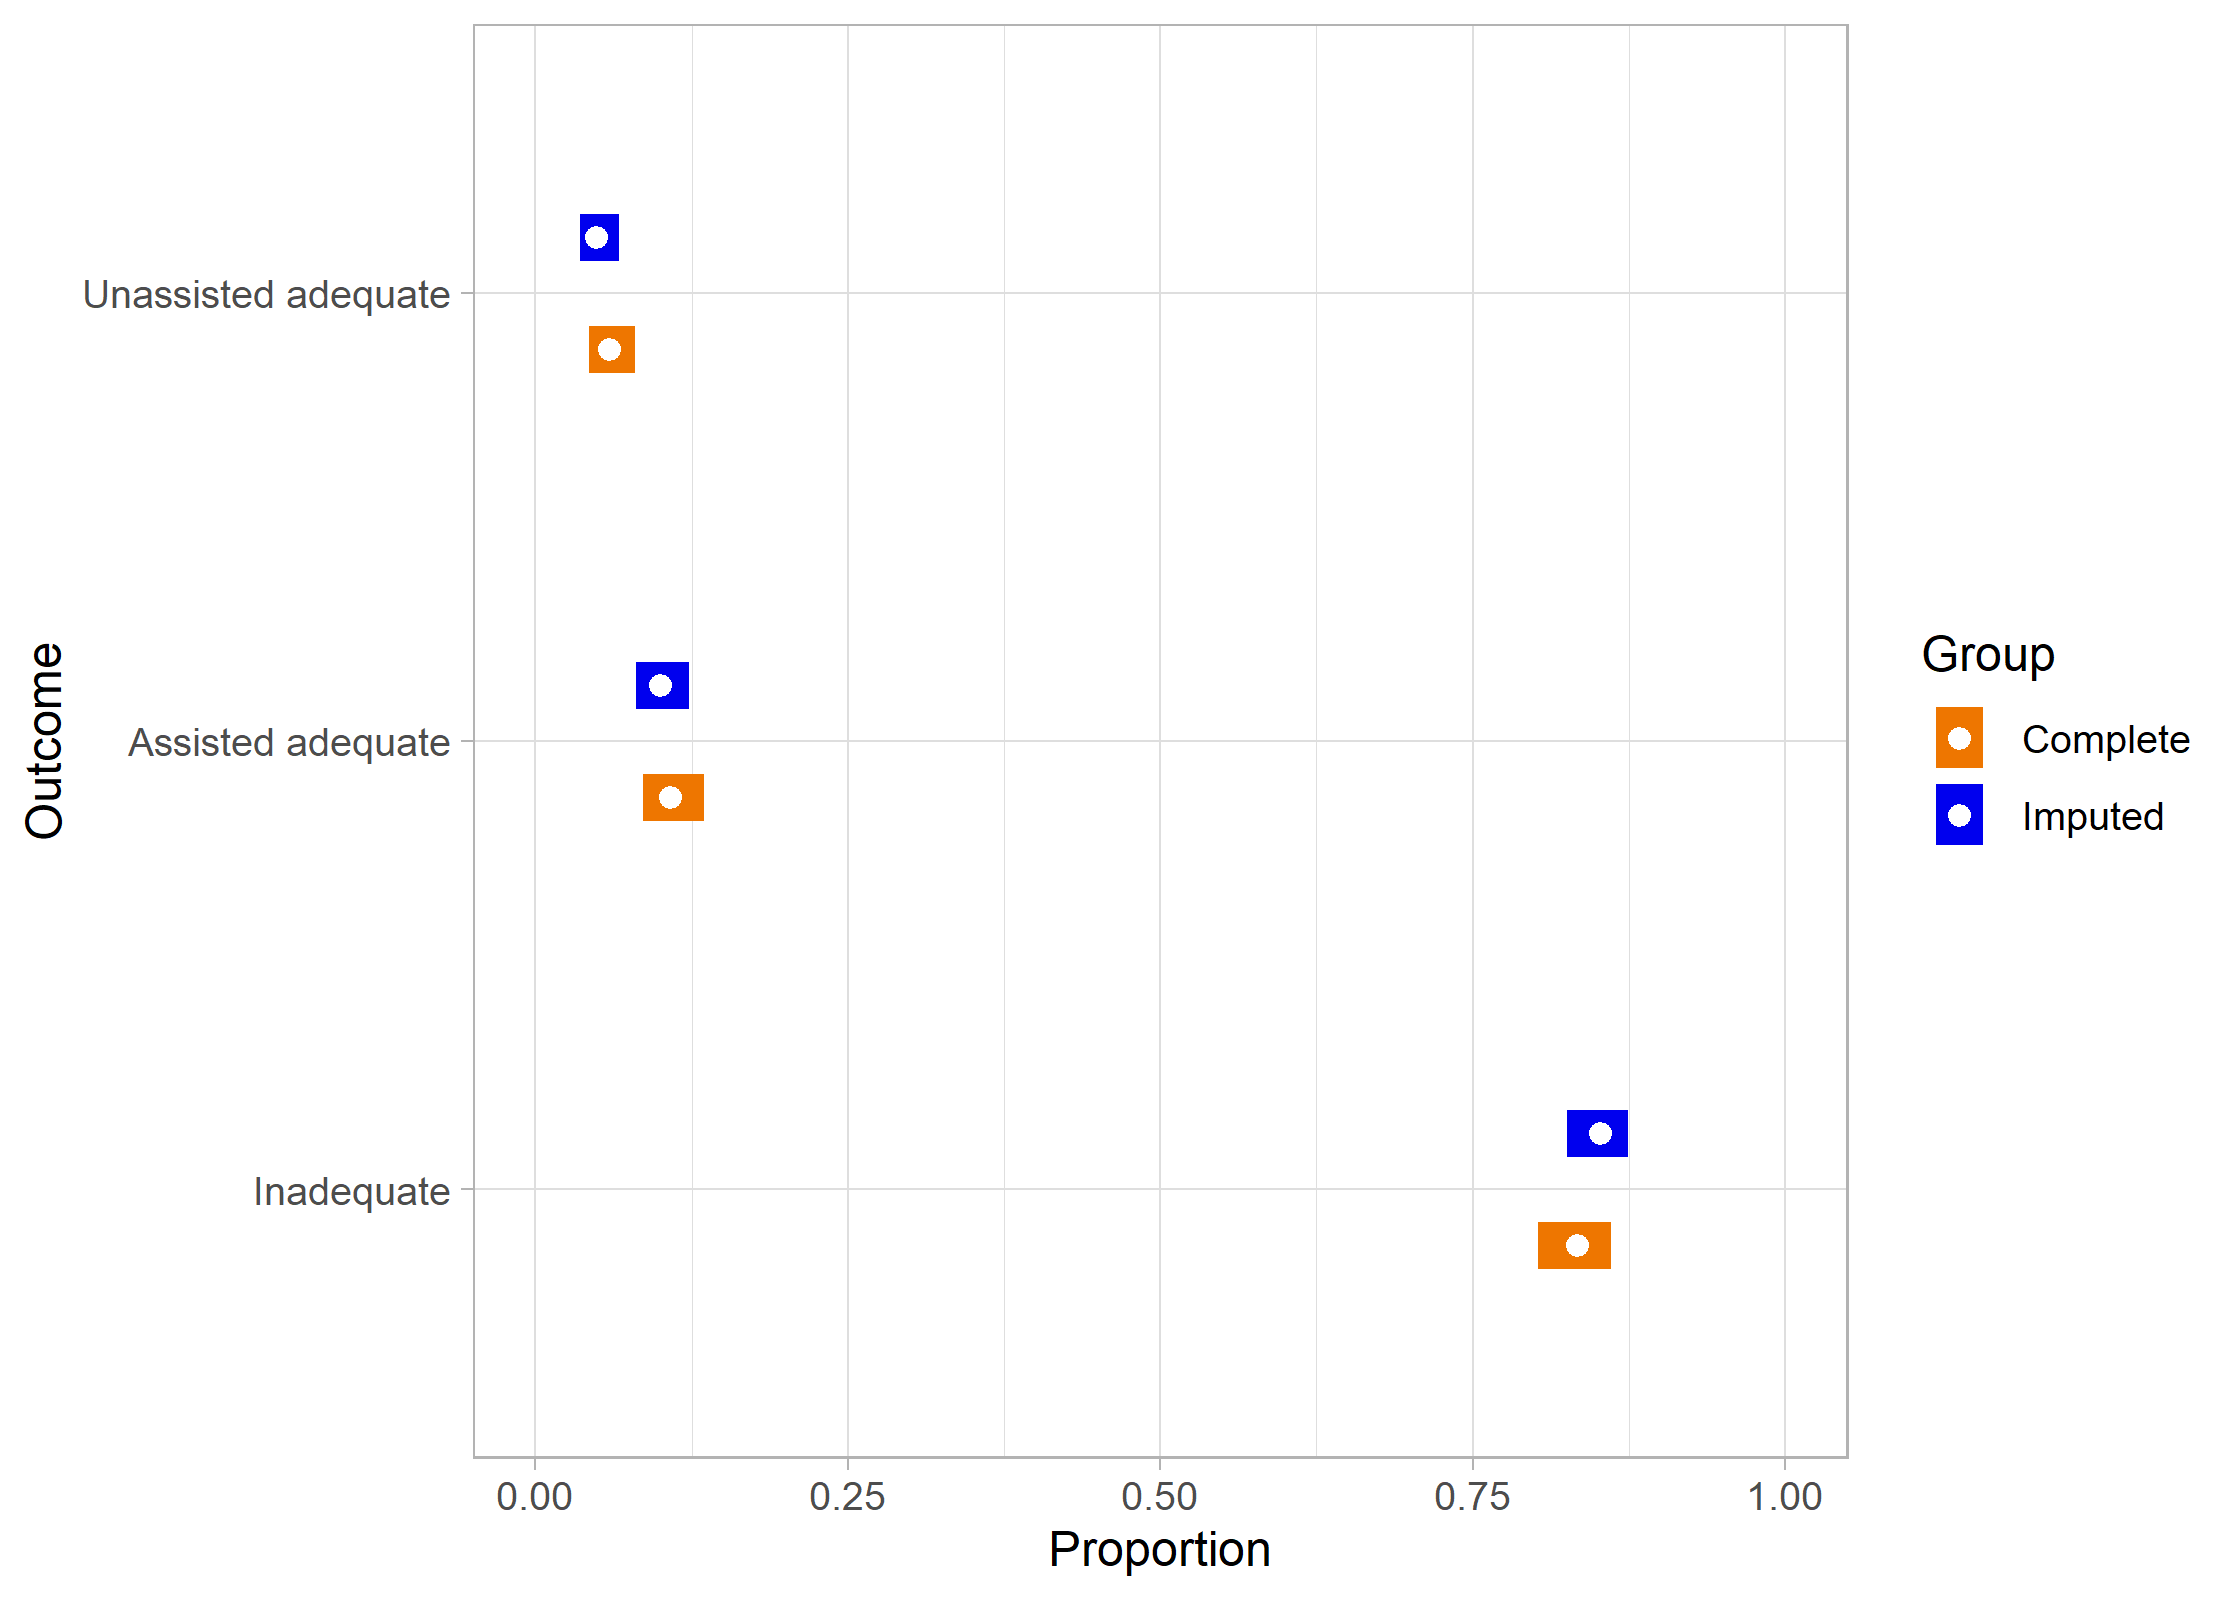 Unassisted adequate
Assisted adequate
Inadequate
Outcome
0.00 0.25 0.50 0.75 1.00
Proportion
Group
Complete
Imputed